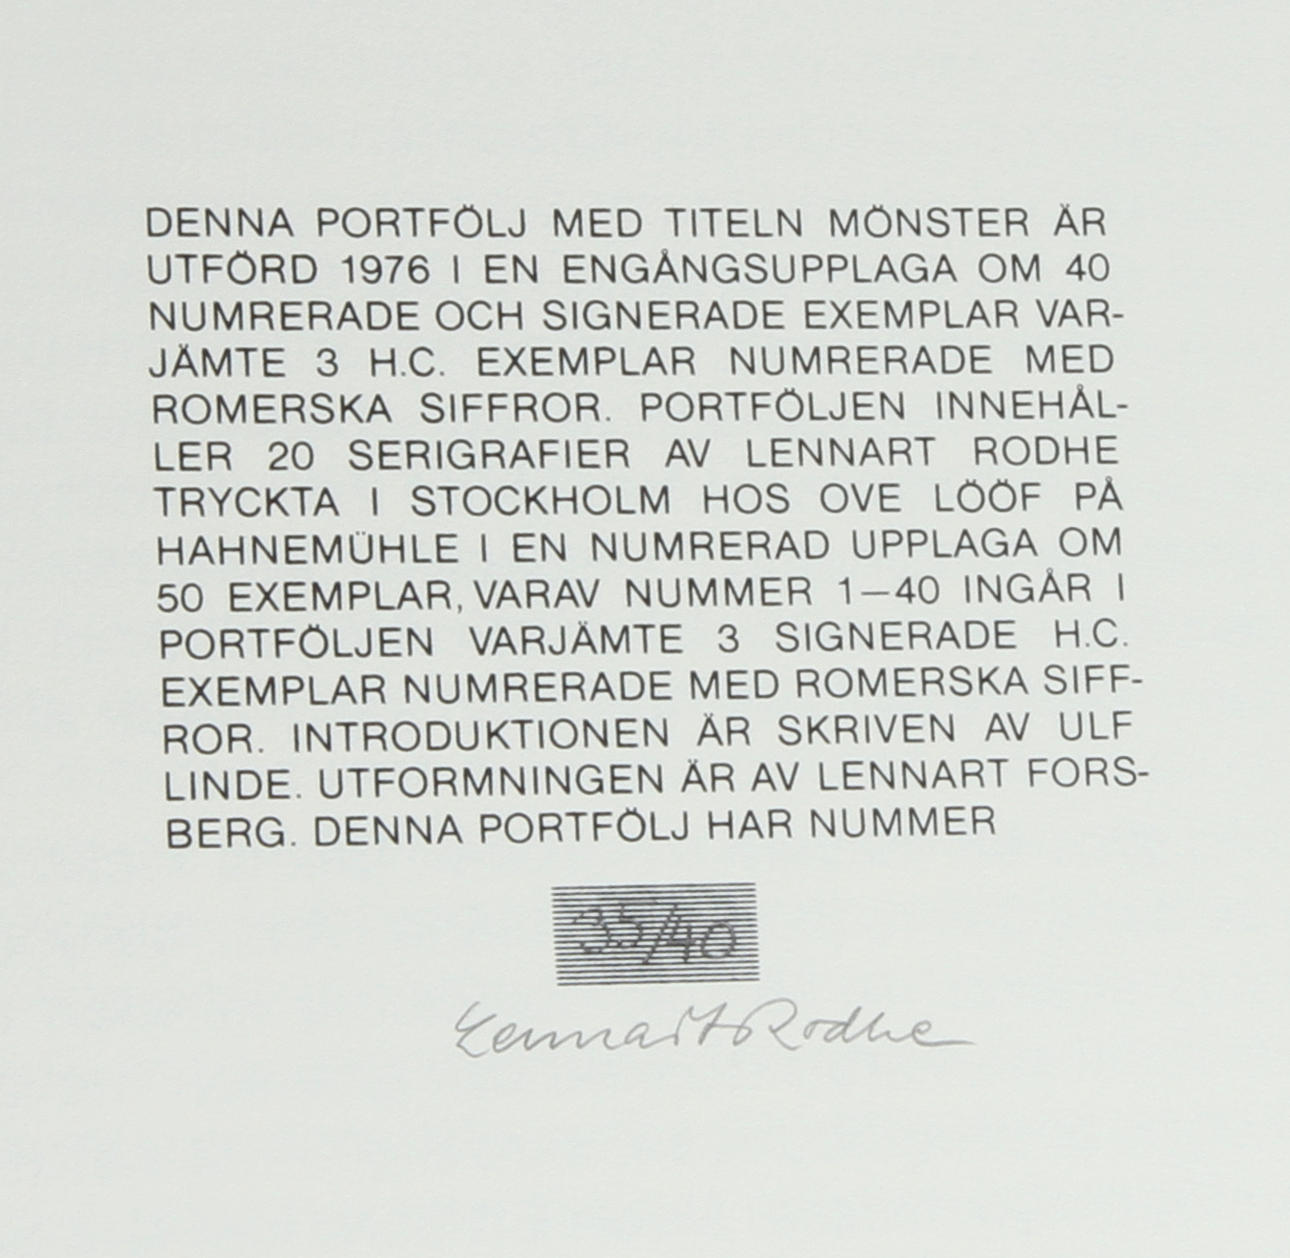 DENNA PORTFÖLJ MED TITELN MÖNSTER ÄR
UTFÖRD 1976 I EN ENGÅNGSUPPLAGA OM 40
NUMRERADE OCH SIGNERADE EXEMPLAR VAR-
JÄMTE 3 H.C. EXEMPLAR NUMRERADE MED
ROMERSKA SIFFROR. PORTFÖLJEN INNEHÅL-
LER 20 SERIGRAFIER AV LENNART RODHE
TRYCKTA I STOCKHOLM HOS OVE LÖÖF PÅ
HAHNEMÜHLE I EN NUMRERAD UPPLAGA OM
50 EXEMPLAR, VARAV NUMMER 1–40 INGÅR I
PORTFÖLJEN VARJÄMTE 3 SIGNERADE H.C.
EXEMPLAR NUMRERADE MED ROMERSKA SIFF-
ROR. INTRODUKTIONEN ÄR SKRIVEN AV ULF
LINDE. UTFORMNINGEN ÄR AV LENNART FORS-
BERG. DENNA PORTFÖLJ HAR NUMMER
35/40
Lennart Rodhe